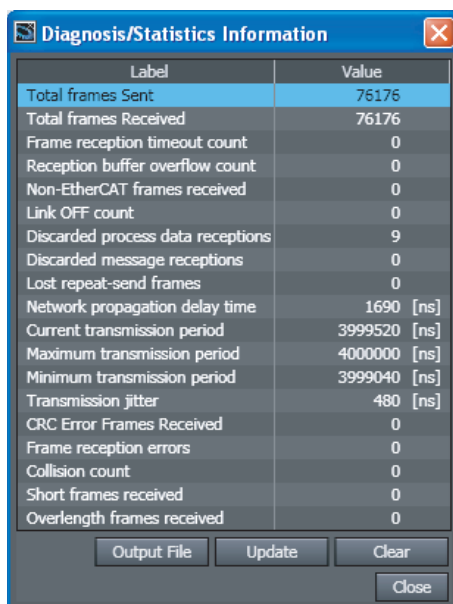 Diagnosis/Statistics Information
Label Value
Total frames Sent 76176
Total frames Received 76176
Frame reception timeout count 0
Reception buffer overflow count 0
Non-EtherCAT frames received 0
Link OFF count 0
Discarded process data receptions 9
Discarded message receptions 0
Lost repeat-send frames 0
Network propagation delay time 1690 [ns]
Current transmission period 3999520 [ns]
Maximum transmission period 4000000 [ns]
Minimum transmission period 3999040 [ns]
Transmission jitter 480 [ns]
CRC Error Frames Received 0
Frame reception errors 0
Collision count 0
Short frames received 0
Overlength frames received 0
Output File Update Clear
Close